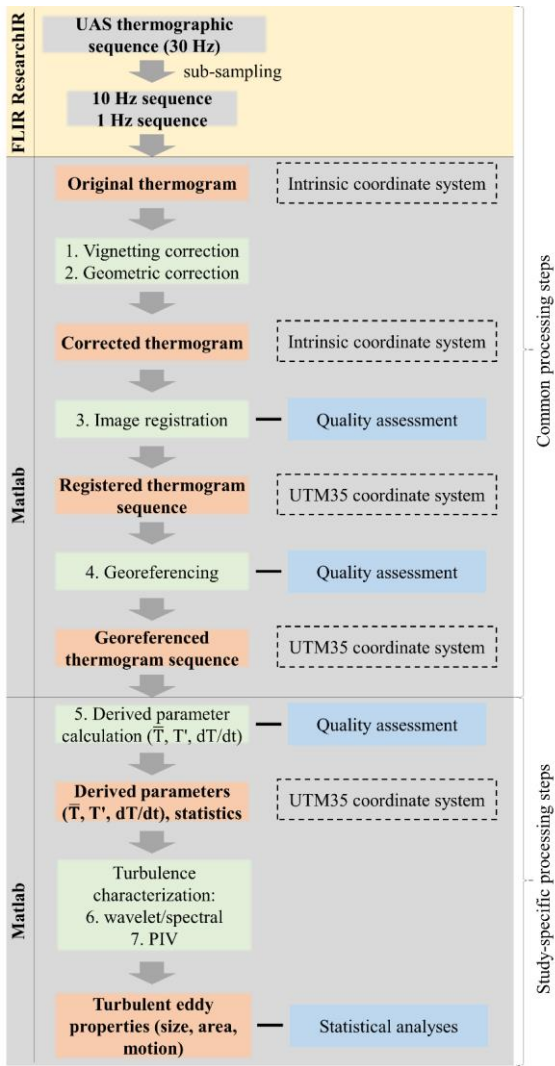 FLIR ResearchIR
UAS thermographic
sequence (30 Hz)
sub-sampling
10 Hz sequence
1 Hz sequence
Matlab
Common processing steps
Original thermogram
Intrinsic coordinate system
1. Vignetting correction
2. Geometric correction
Corrected thermogram
Intrinsic coordinate system
3. Image registration
Quality assessment
Registered thermogram
sequence
UTM35 coordinate system
4. Georeferencing
Quality assessment
Georeferenced
thermogram sequence
UTM35 coordinate system
Matlab
Study-specific processing steps
5. Derived parameter
calculation (T̿, T', dT/dt)
Quality assessment
Derived parameters
(T̿, T', dT/dt), statistics
UTM35 coordinate system
Turbulence
characterization:
6. wavelet/spectral
7. PIV
Turbulent eddy
properties (size, area,
motion)
Statistical analyses